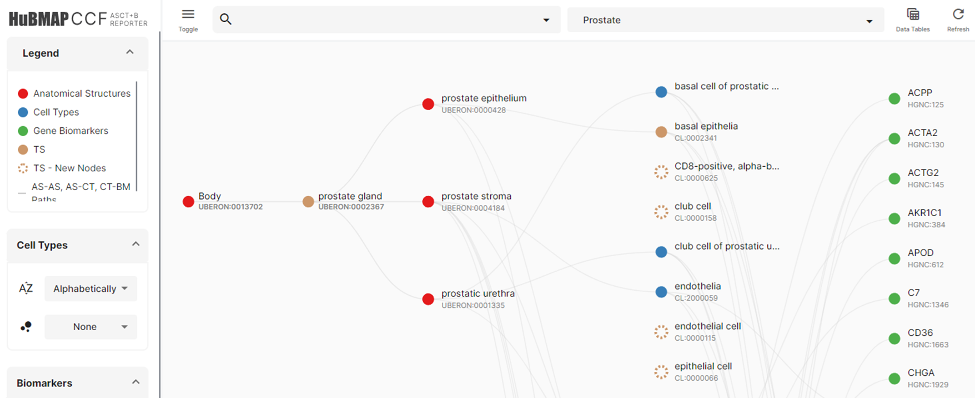 HuBMAP CCF ASCT+B
REPORTER
Legend
Anatomical Structures
Cell Types
Gene Biomarkers
TS
TS - New Nodes
AS-AS, AS-CT, CT-BM
Paths
Cell Types
AZ
Alphabetically
None
Biomarkers
Toggle
Prostate
Data Tables
Refresh
Body
UBERON:0013702
prostate gland
UBERON:0002367
prostate epithelium
UBERON:0000428
prostate stroma
UBERON:0004184
prostatic urethra
UBERON:0001335
basal cell of prostatic ...
basal epithelia
CL:0002341
CD8-positive, alpha-b...
CL:0000625
club cell
CL:0000158
club cell of prostatic u...
endothelia
CL:2000059
endothelial cell
CL:0000115
epithelial cell
CL:0000066
ACPP
HGNC:125
ACTA2
HGNC:130
ACTG2
HGNC:145
AKR1C1
HGNC:384
APOD
HGNC:612
C7
HGNC:1346
CD36
HGNC:1663
CHGA
HGNC:1929